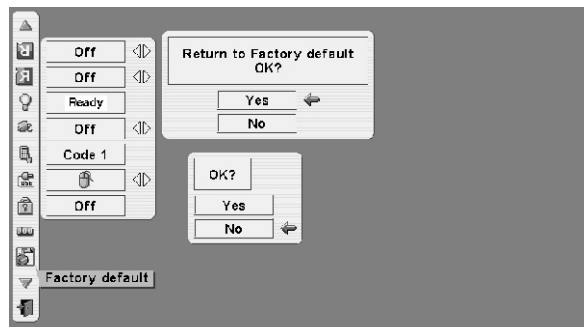 Off
Off
Ready
Off
Code 1
Off
Factory default
Return to Factory default
OK?
Yes
No
OK?
Yes
No